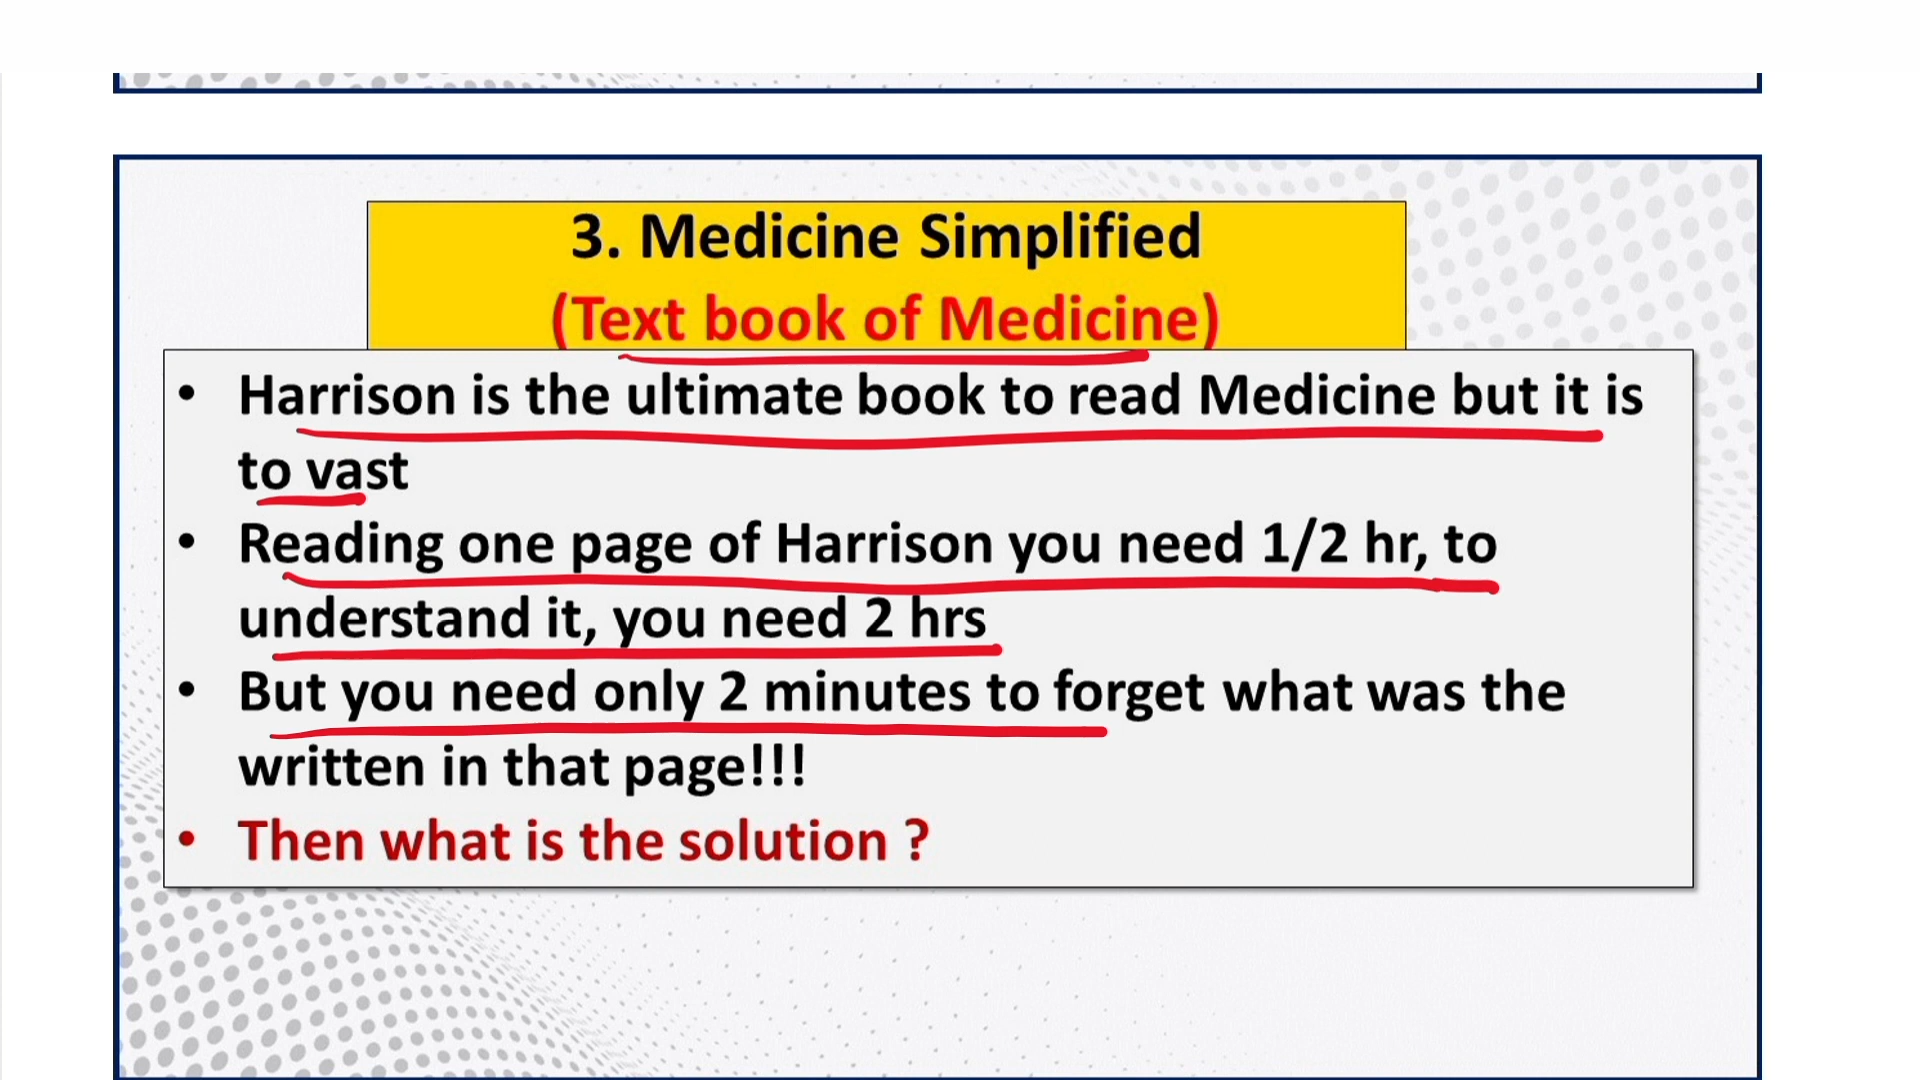 3. Medicine Simplified
(Text book of Medicine)
• Harrison is the ultimate book to read Medicine but it is
to vast
• Reading one page of Harrison you need 1/2 hr, to
understand it, you need 2 hrs
• But you need only 2 minutes to forget what was the
written in that page!!!
• Then what is the solution ?